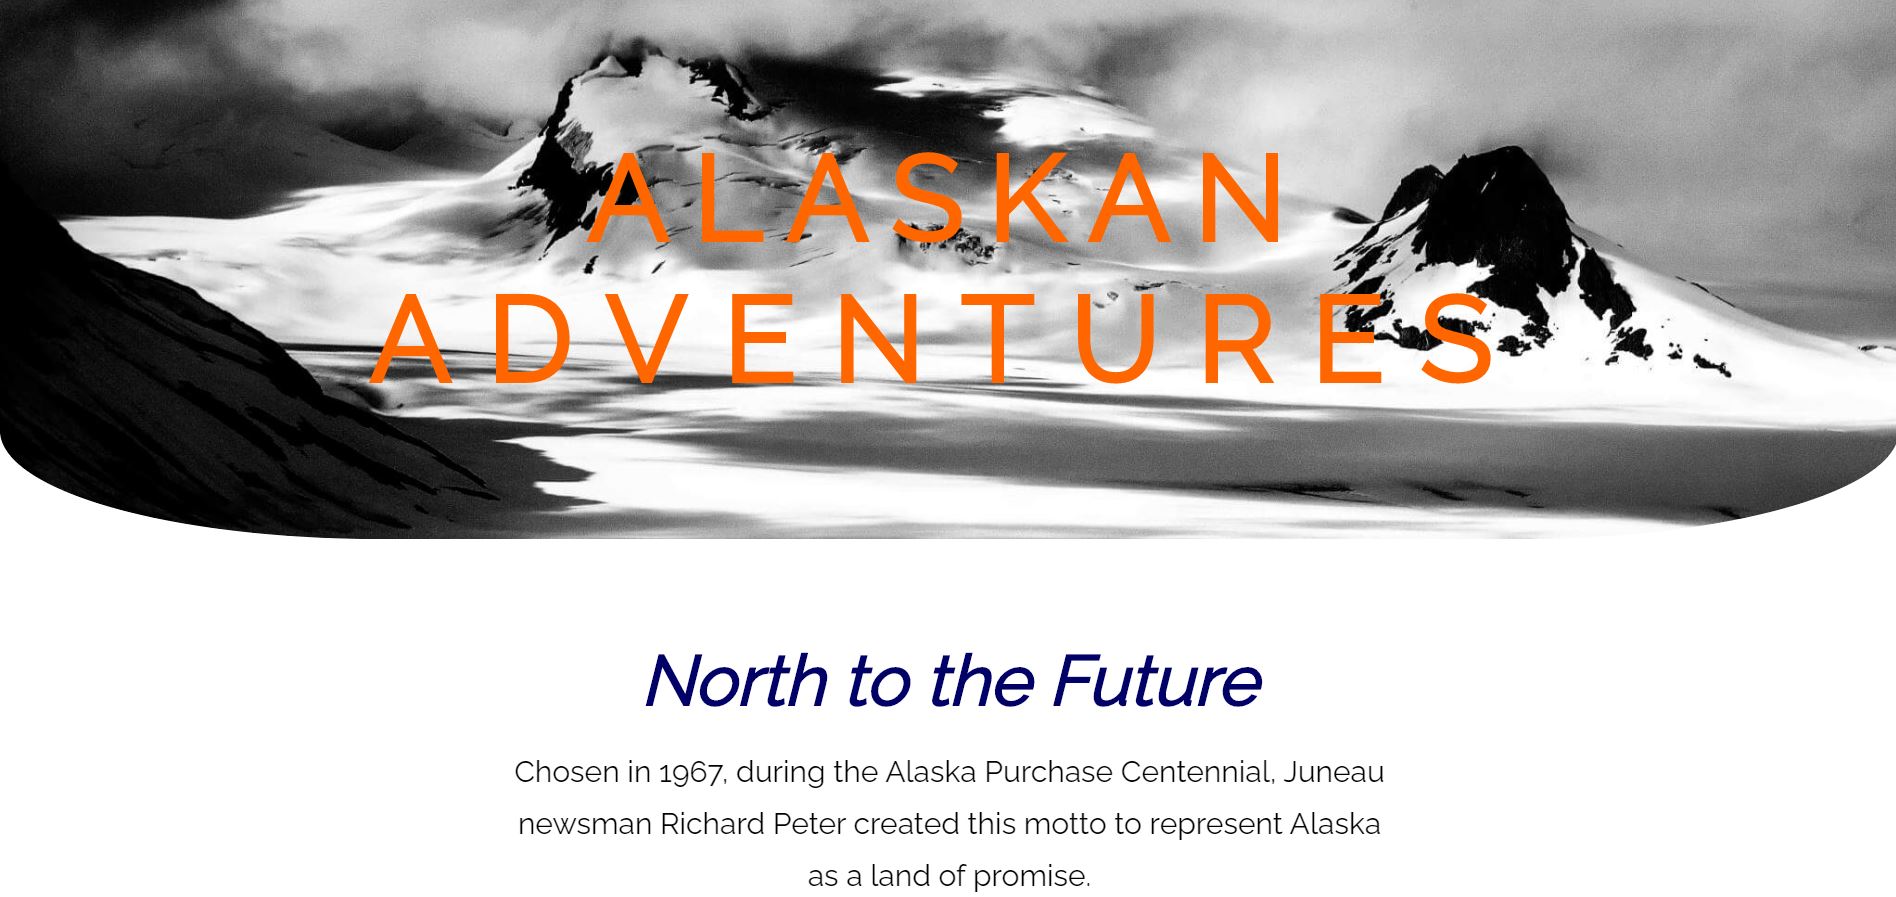 ALASKAN
ADVENTURES
North to the Future
Chosen in 1967, during the Alaska Purchase Centennial, Juneau
newsman Richard Peter created this motto to represent Alaska
as a land of promise.